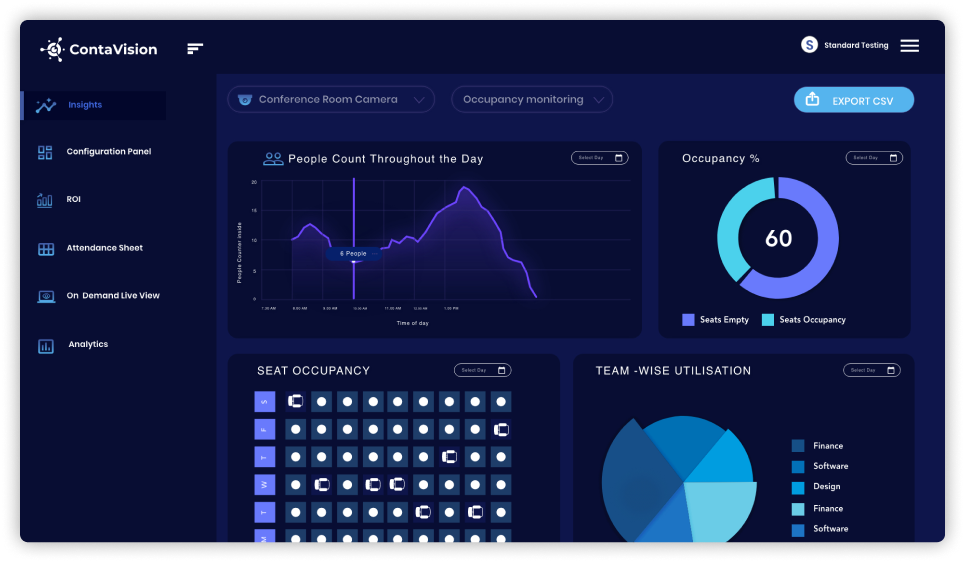 ContaVision
S
Standard Testing
Insights
Configuration Panel
ROI
Attendance Sheet
On Demand Live View
Analytics
Conference Room Camera
Occupancy monitoring
EXPORT CSV
People Count Throughout the Day
Select Day
People Counter Inside
20
15
10
5
0
6 People
7:00 AM
8:00 AM
9:00 AM
10:00 AM
11:00 AM
1:00 PM
Time of day
Occupancy %
Select Day
60
Seats Empty
Seats Occupancy
SEAT OCCUPANCY
Select Day
S
F
T
W
T
M
TEAM -WISE UTILISATION
Select Day
Finance
Software
Design
Finance
Software